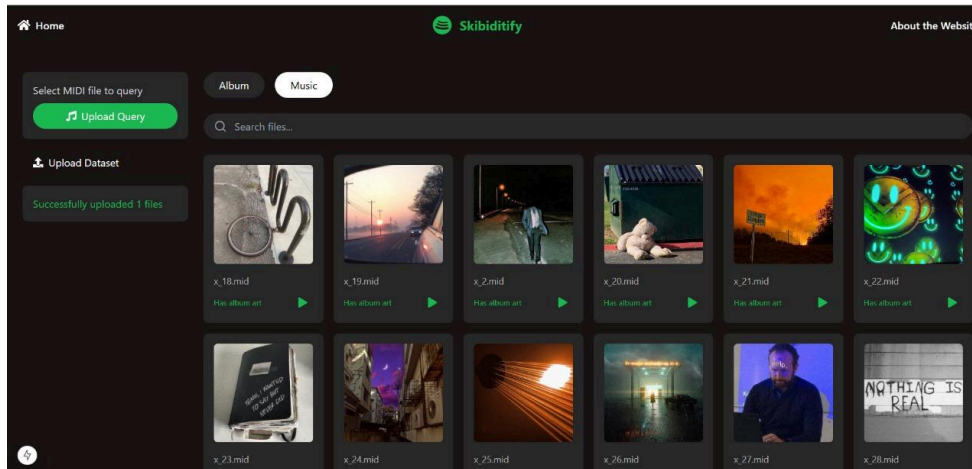 Home
Skibiditify
About the Websit
Select MIDI file to query
Upload Query
Album
Music
Search files...
Upload Dataset
Successfully uploaded 1 files
x_18.mid
x_19.mid
x_2.mid
x_20.mid
x_21.mid
x_22.mid
Has album art
Has album art
Has album art
Has album art
Has album art
Has album art
help.
NOTHING IS
REAL
x_23.mid
x_24.mid
x_25.mid
x_26.mid
x_27.mid
x_28.mid